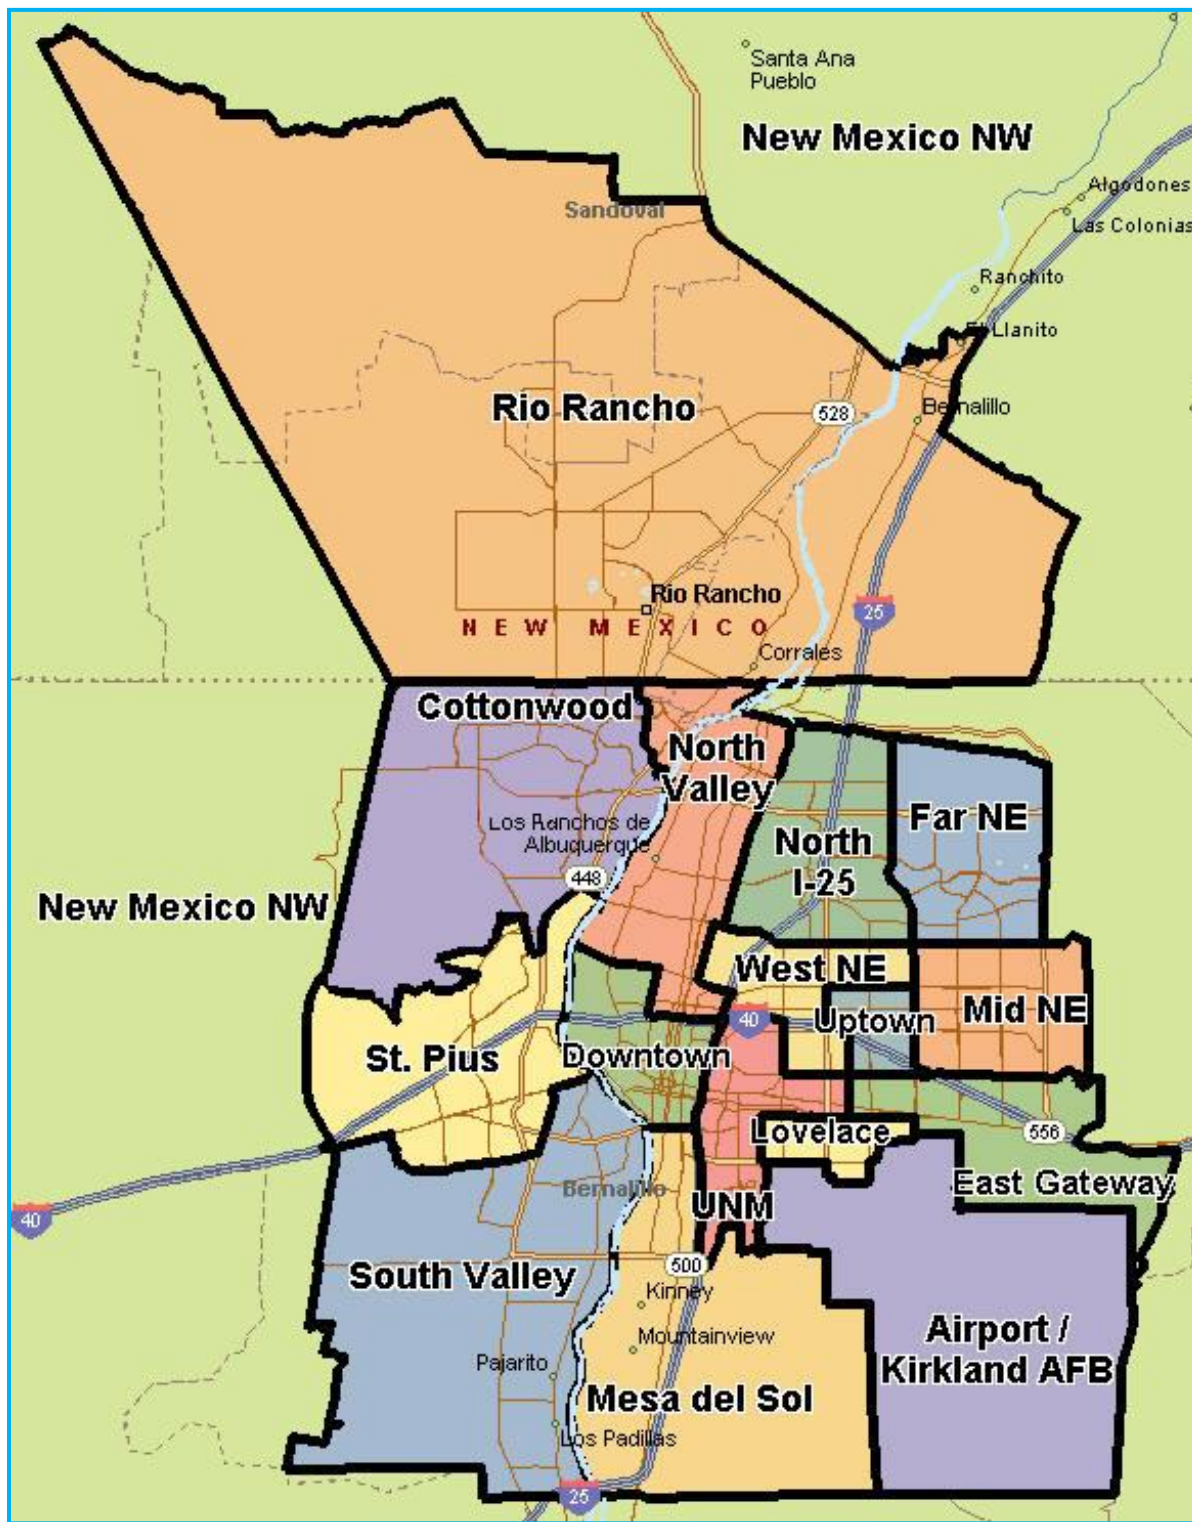 Santa Ana
Pueblo
New Mexico NW
Algodones
Sandoval
Las Colonias
Ranchito
El Llanito
Rio Rancho
528
Bernalillo
Rio Rancho
25
NEW MEXICO
Corrales
Cottonwood
North
Valley
Far NE
Los Ranchos de
Albuquerque
North
I-25
448
New Mexico NW
West NE
Mid NE
40
Uptown
St. Pius
Downtown
Lovelace
556
East Gateway
Bernalillo
UNM
40
500
South Valley
Kinney
Airport /
Kirkland AFB
Mountainview
Pajarito
Mesa del Sol
Los Padillas
25